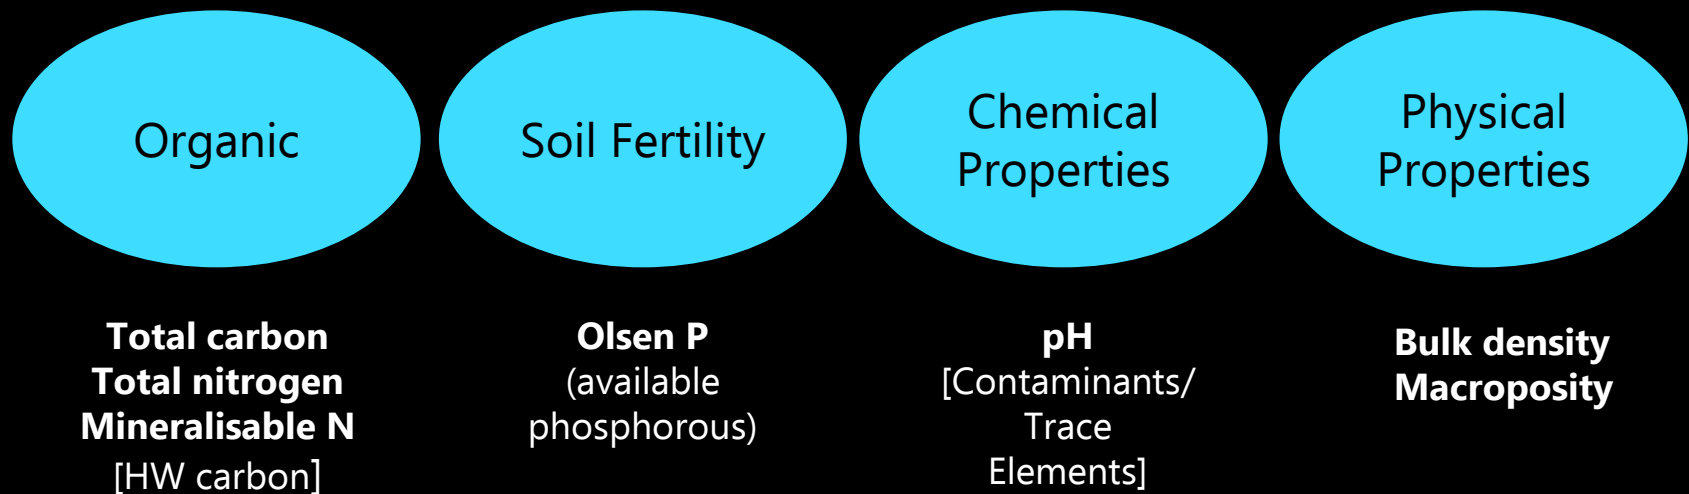 Organic
Soil Fertility
Chemical
Properties
Physical
Properties
Total carbon
Total nitrogen
Mineralisable N
[HW carbon]
Olsen P
(available
phosphorous)
pH
[Contaminants/
Trace
Elements]
Bulk density
Macroposity